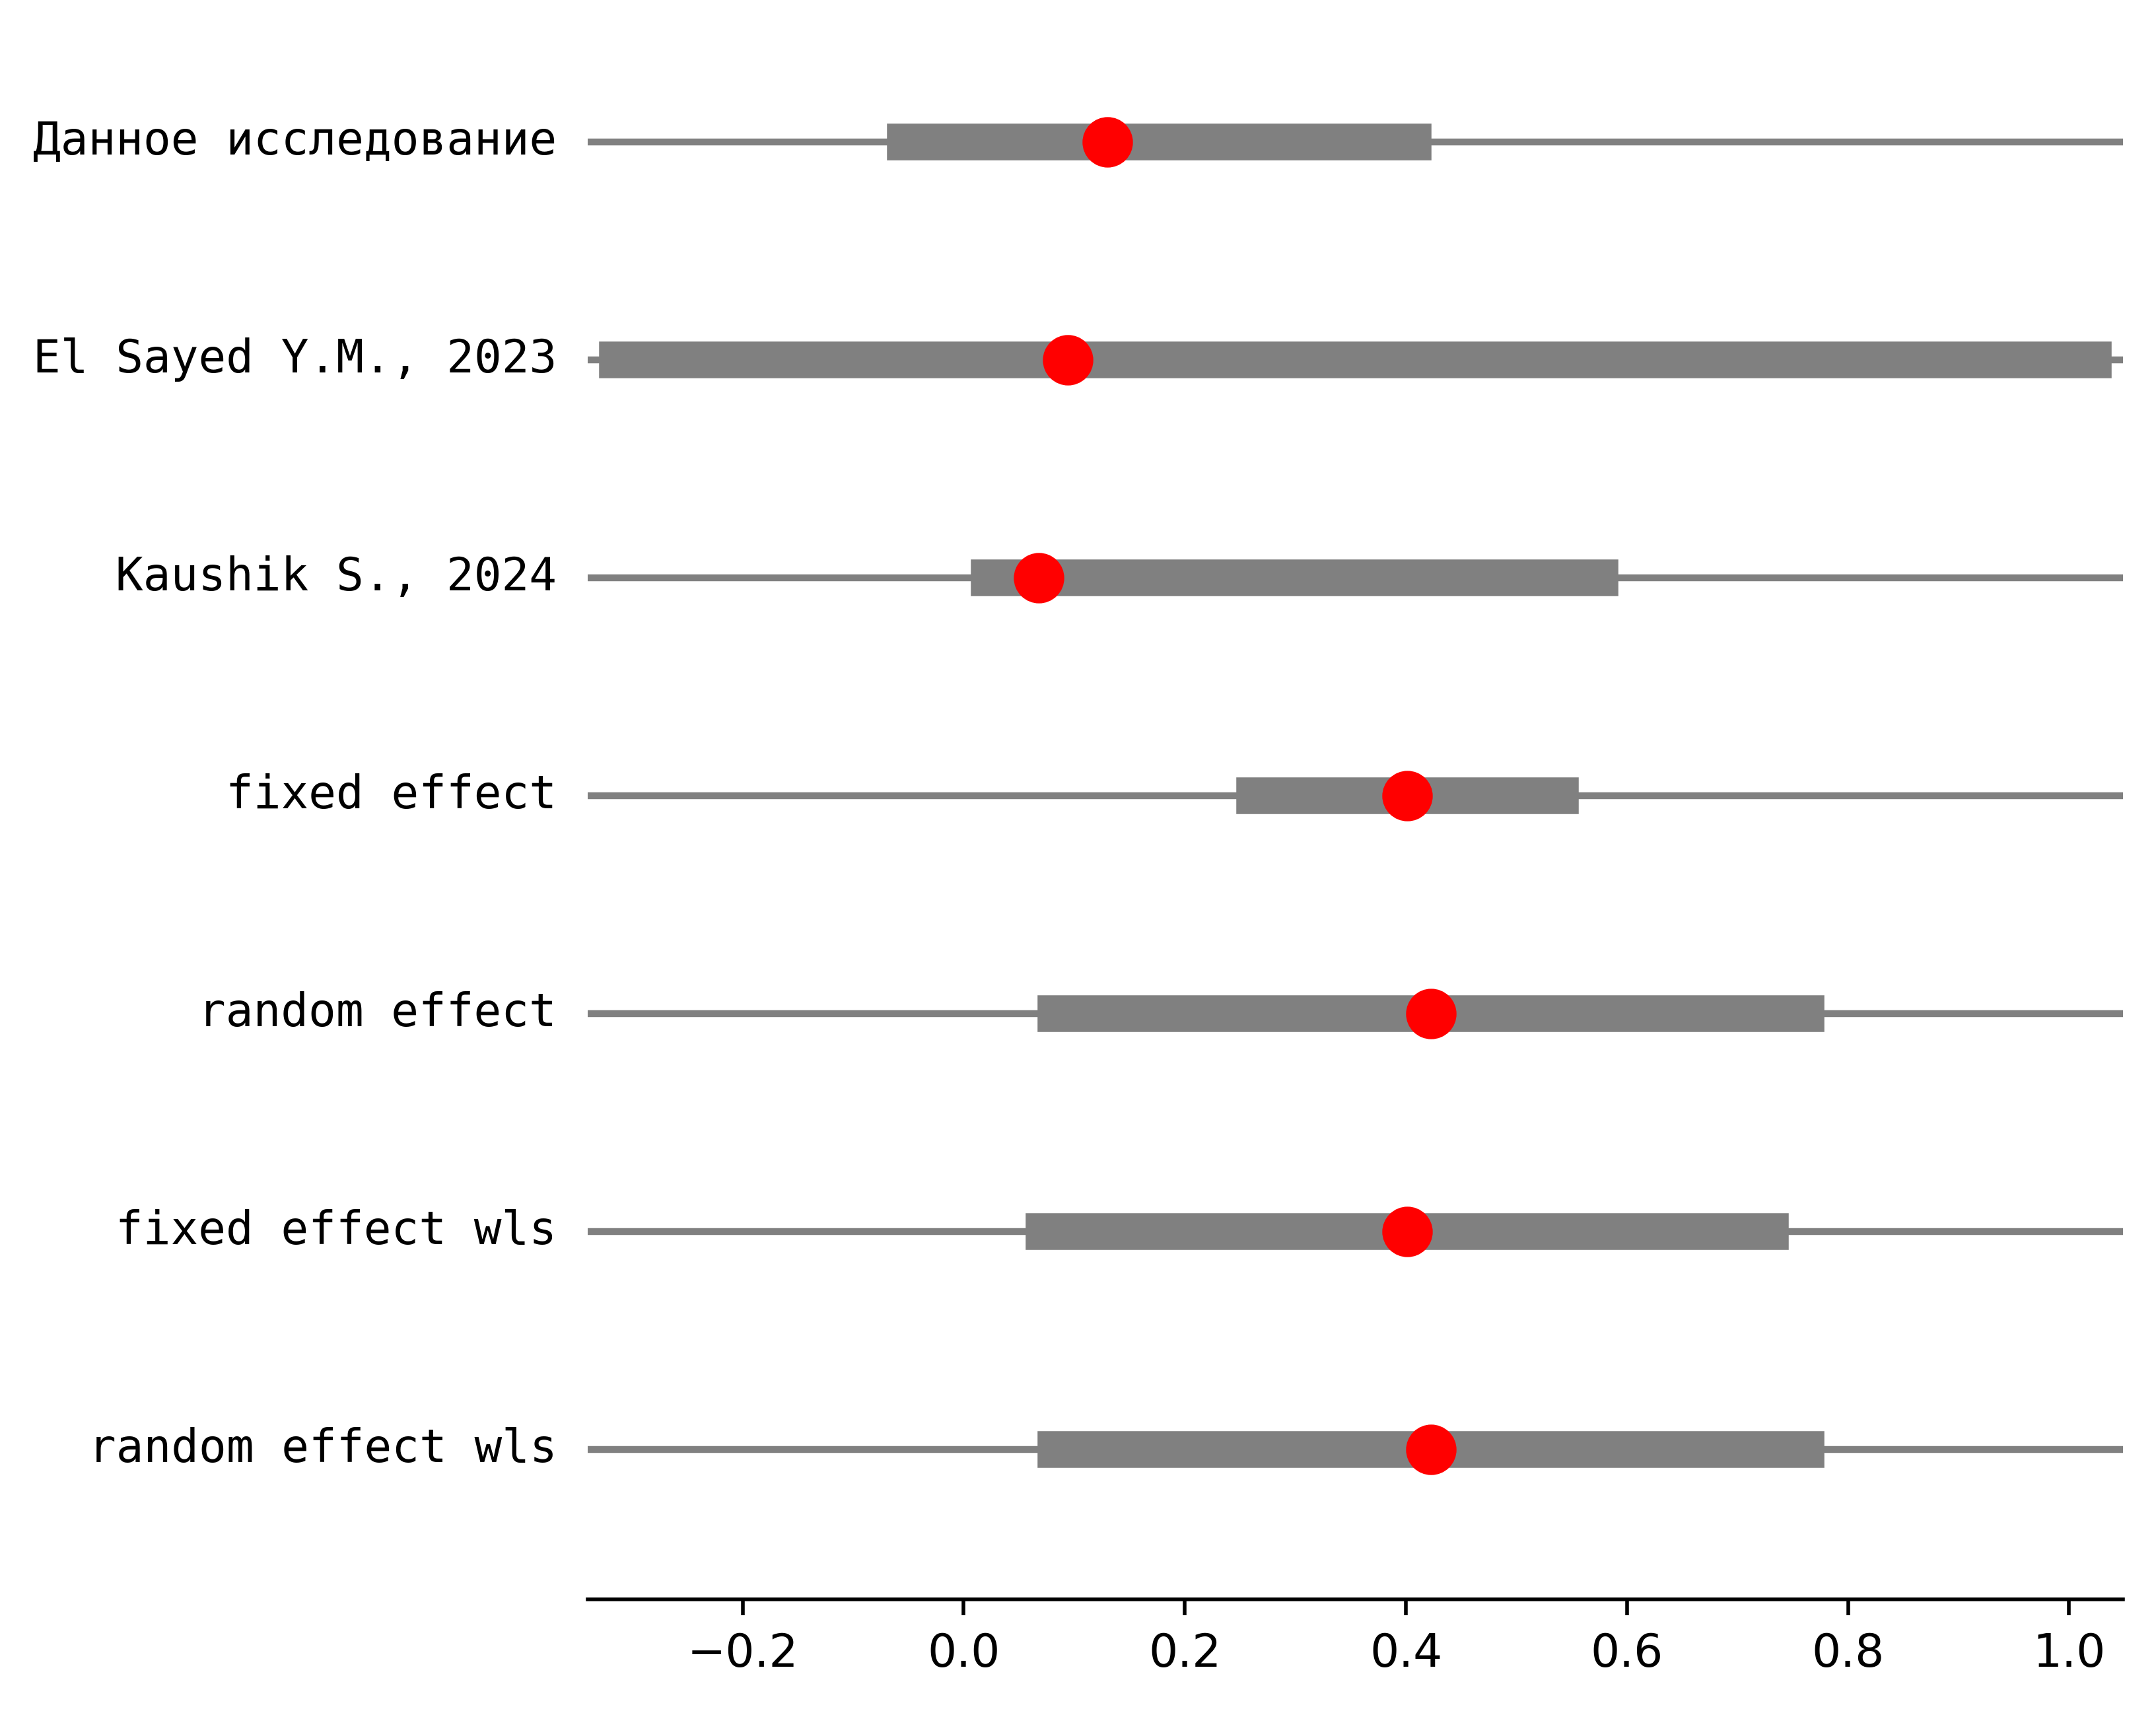 Данное исследование
El Sayed Y.M., 2023
Kaushik S., 2024
fixed effect
random effect
fixed effect wls
random effect wls
−0.2 0.0 0.2 0.4 0.6 0.8 1.0